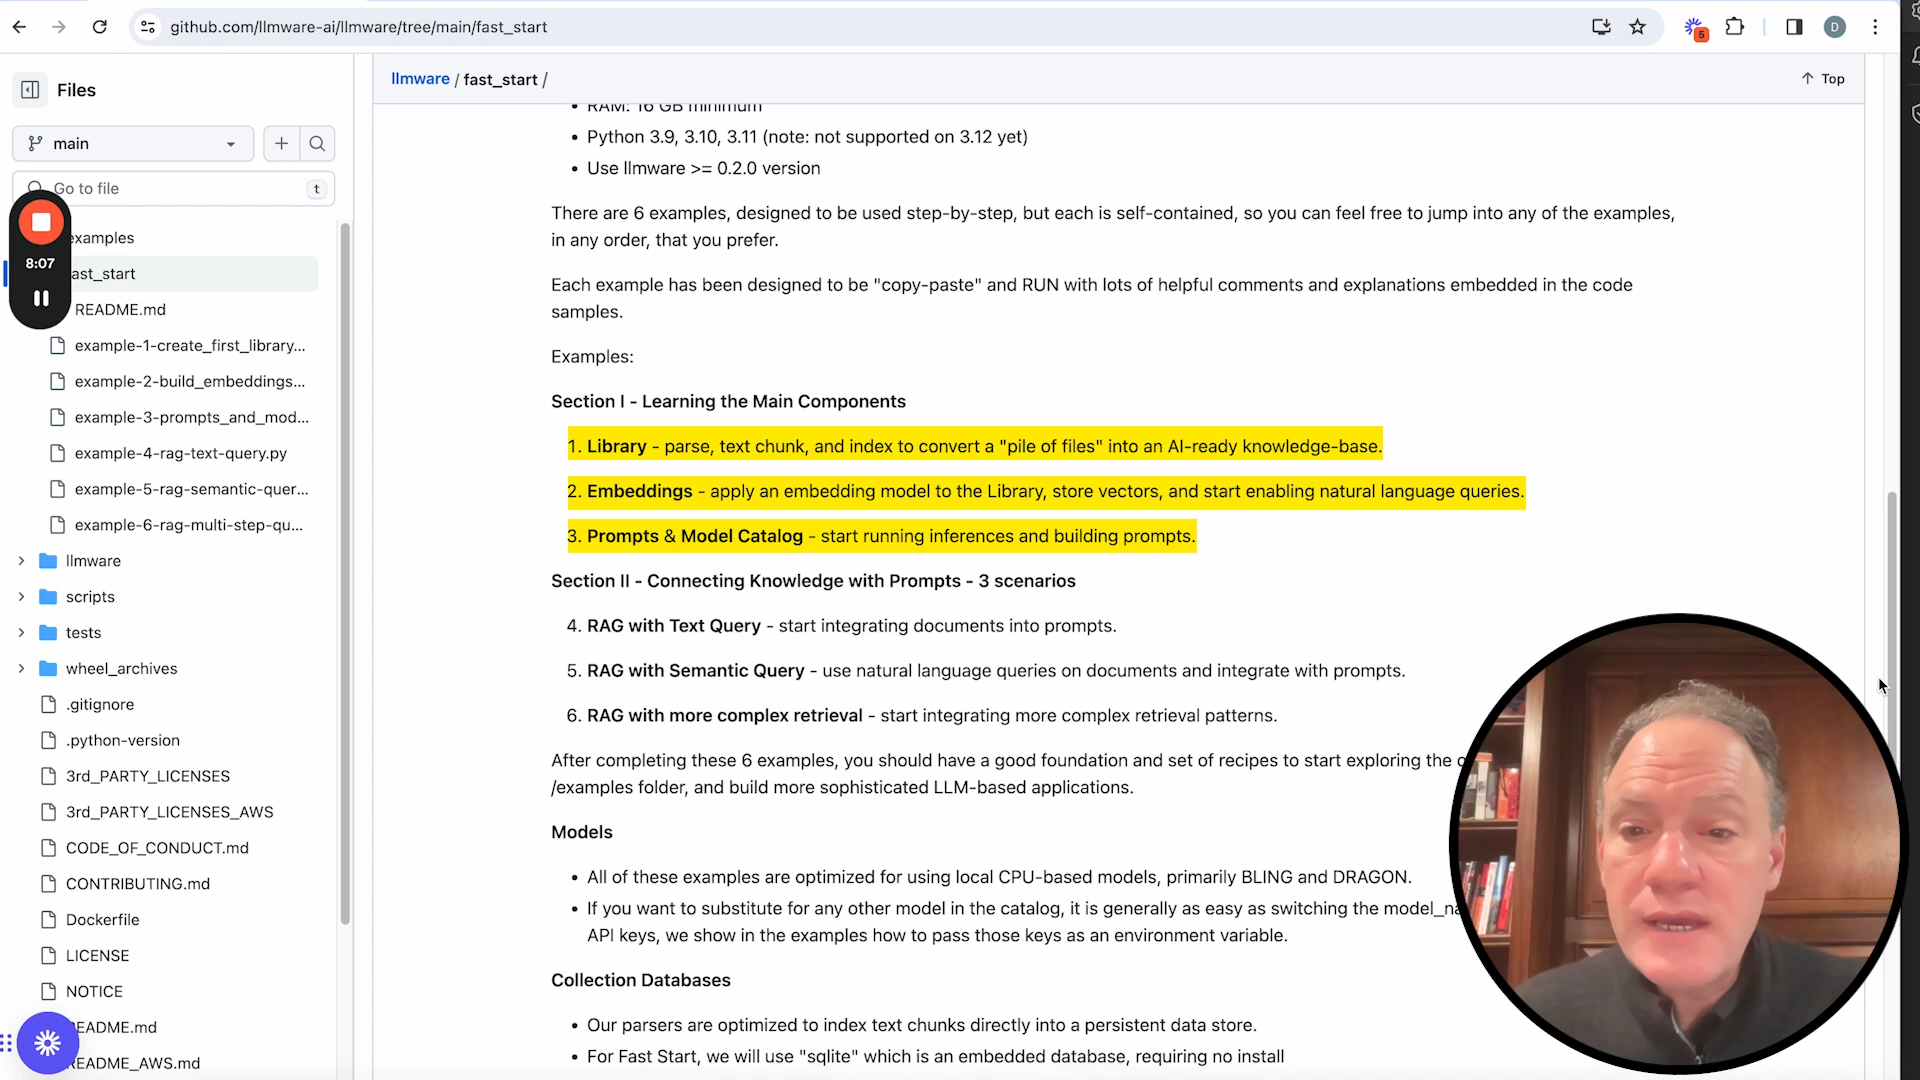 github.com/llmware-ai/llmware/tree/main/fast_start
5
D
Files
main
Go to file
t
8:07
examples
fast_start
README.md
example-1-create_first_library...
example-2-build_embeddings...
example-3-prompts_and_mod...
example-4-rag-text-query.py
example-5-rag-semantic-quer...
example-6-rag-multi-step-qu...
llmware
scripts
tests
wheel_archives
.gitignore
.python-version
3rd_PARTY_LICENSES
3rd_PARTY_LICENSES_AWS
CODE_OF_CONDUCT.md
CONTRIBUTING.md
Dockerfile
LICENSE
NOTICE
README.md
README_AWS.md
llmware / fast_start /
Top
• RAM: 16 GB minimum
• Python 3.9, 3.10, 3.11 (note: not supported on 3.12 yet)
• Use llmware >= 0.2.0 version
There are 6 examples, designed to be used step-by-step, but each is self-contained, so you can feel free to jump into any of the examples,
in any order, that you prefer.
Each example has been designed to be "copy-paste" and RUN with lots of helpful comments and explanations embedded in the code
samples.
Examples:
Section I - Learning the Main Components
1. Library - parse, text chunk, and index to convert a "pile of files" into an AI-ready knowledge-base.
2. Embeddings - apply an embedding model to the Library, store vectors, and start enabling natural language queries.
3. Prompts & Model Catalog - start running inferences and building prompts.
Section II - Connecting Knowledge with Prompts - 3 scenarios
4. RAG with Text Query - start integrating documents into prompts.
5. RAG with Semantic Query - use natural language queries on documents and integrate with prompts.
6. RAG with more complex retrieval - start integrating more complex retrieval patterns.
After completing these 6 examples, you should have a good foundation and set of recipes to start exploring the
/examples folder, and build more sophisticated LLM-based applications.
Models
• All of these examples are optimized for using local CPU-based models, primarily BLING and DRAGON.
• If you want to substitute for any other model in the catalog, it is generally as easy as switching the
API keys, we show in the examples how to pass those keys as an environment variable.
Collection Databases
• Our parsers are optimized to index text chunks directly into a persistent data store.
• For Fast Start, we will use "sqlite" which is an embedded database, requiring no install